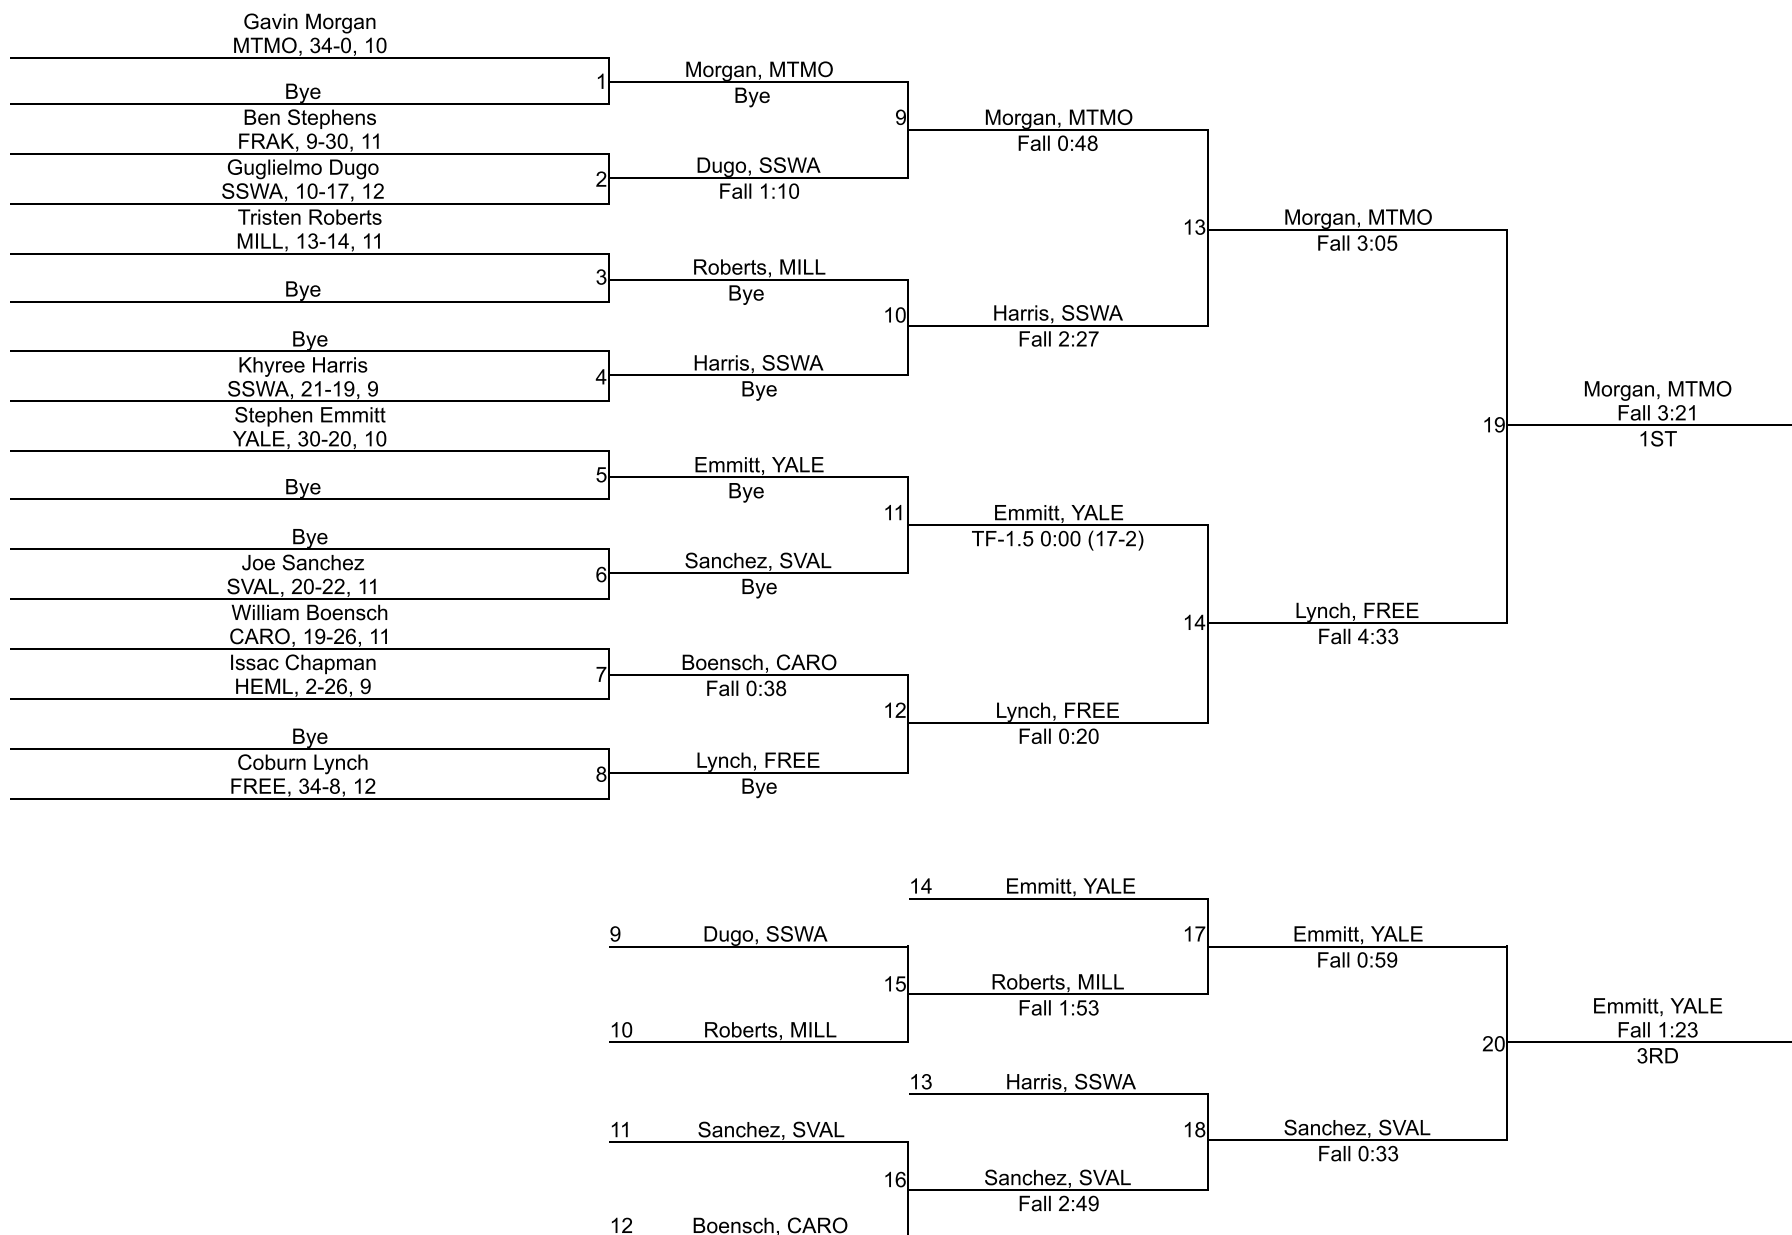 Gavin Morgan
MTMO, 34-0, 10
Bye
1
Ben Stephens
FRAK, 9-30, 11
Guglielmo Dugo
SSWA, 10-17, 12
2
Tristen Roberts
MILL, 13-14, 11
Bye
3
Bye
Khyree Harris
SSWA, 21-19, 9
4
Stephen Emmitt
YALE, 30-20, 10
Bye
5
Bye
Joe Sanchez
SVAL, 20-22, 11
6
William Boensch
CARO, 19-26, 11
Issac Chapman
HEML, 2-26, 9
7
Bye
Coburn Lynch
FREE, 34-8, 12
8
Morgan, MTMO
Bye
9
Dugo, SSWA
Fall 1:10
Roberts, MILL
Bye
10
Harris, SSWA
Bye
Emmitt, YALE
Bye
11
Sanchez, SVAL
Bye
Boensch, CARO
Fall 0:38
12
Lynch, FREE
Bye
Morgan, MTMO
Fall 0:48
13
Harris, SSWA
Fall 2:27
Emmitt, YALE
TF-1.5 0:00 (17-2)
14
Lynch, FREE
Fall 0:20
Morgan, MTMO
Fall 3:05
19
Lynch, FREE
Fall 4:33
Morgan, MTMO
Fall 3:21
1ST
9 Dugo, SSWA
15
10 Roberts, MILL
11 Sanchez, SVAL
16
12 Boensch, CARO
14 Emmitt, YALE
17
Roberts, MILL
Fall 1:53
13 Harris, SSWA
18
Sanchez, SVAL
Fall 2:49
Emmitt, YALE
Fall 0:59
20
Sanchez, SVAL
Fall 0:33
Emmitt, YALE
Fall 1:23
3RD